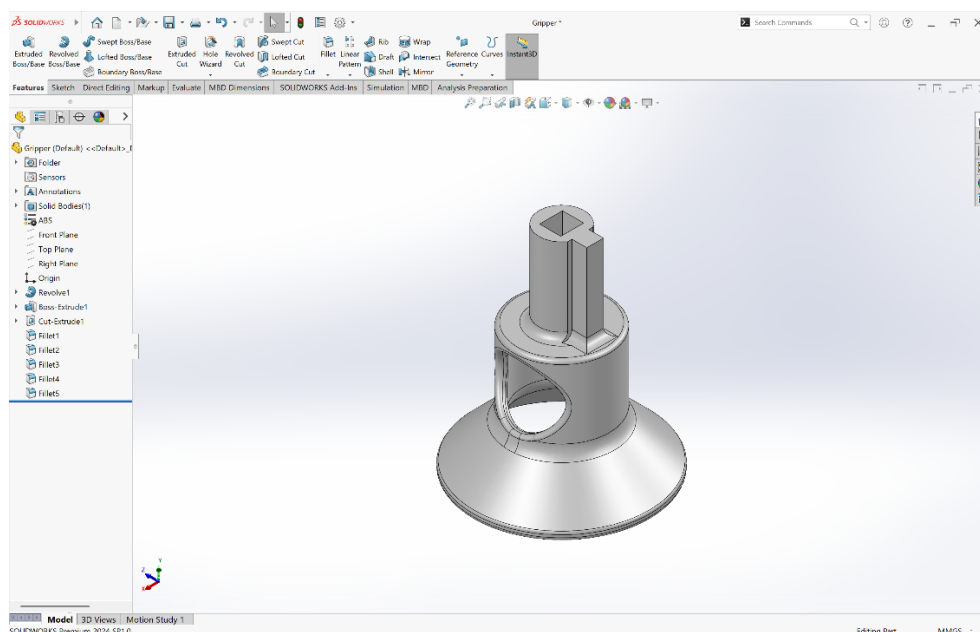 SOLIDWORKS
Gripper *
Search Commands
Extruded Boss/Base
Revolved Boss/Base
Swept Boss/Base
Lofted Boss/Base
Boundary Boss/Base
Extruded Cut
Hole Wizard
Revolved Cut
Swept Cut
Lofted Cut
Boundary Cut
Fillet
Linear Pattern
Rib
Draft
Shell
Wrap
Intersect
Mirror
Reference Geometry
Curves
Instant3D
Features Sketch Direct Editing Markup Evaluate MBD Dimensions SOLIDWORKS Add-Ins Simulation MBD Analysis Preparation
Gripper (Default) <<Default>_
Folder
Sensors
Annotations
Solid Bodies(1)
ABS
Front Plane
Top Plane
Right Plane
Origin
Revolve1
Boss-Extrude1
Cut-Extrude1
Fillet1
Fillet2
Fillet3
Fillet4
Fillet5
Y
Z
X
Model 3D Views Motion Study 1
SOLIDWORKS Premium 2024 SP1.0
Editing Part
MMGS